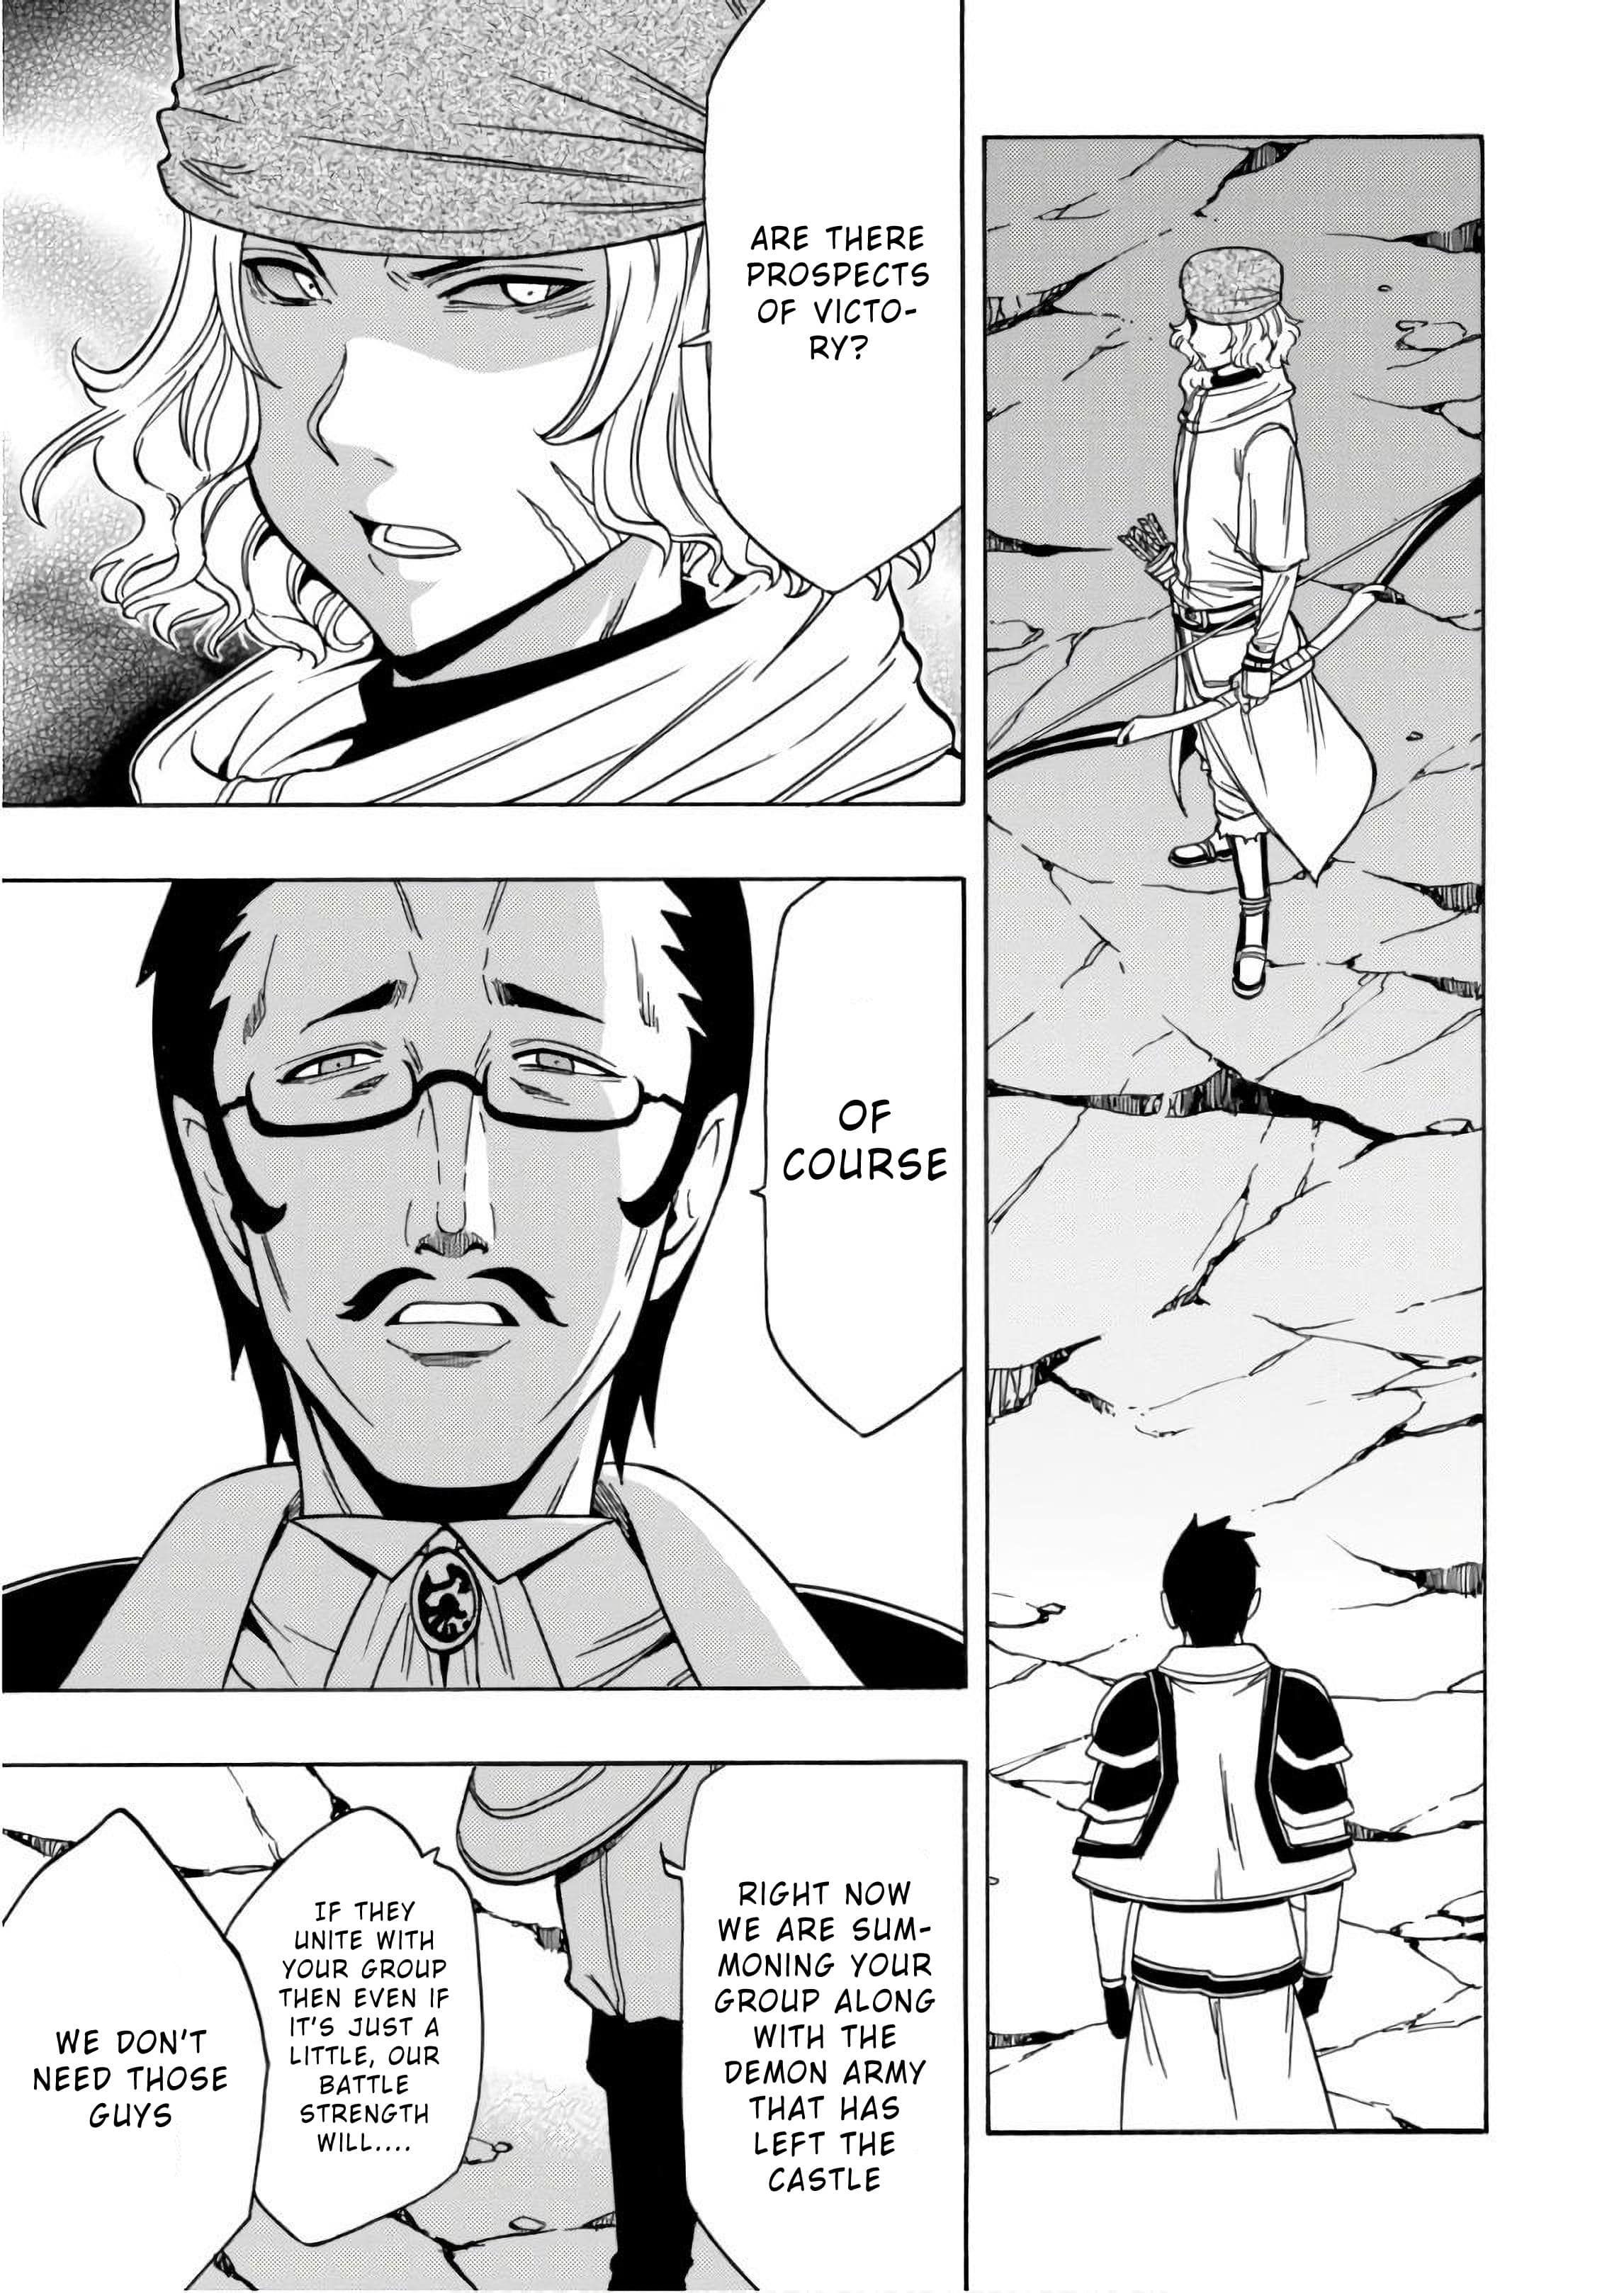 ARE THERE
PROSPECTS
OF VICTO-
RY?
OF
COURSE
RIGHT NOW
WE ARE SUM-
MONING YOUR
GROUP ALONG
WITH THE
DEMON ARMY
THAT HAS
LEFT THE
CASTLE
IF THEY
UNITE WITH
YOUR GROUP
THEN EVEN IF
IT'S JUST A
LITTLE, OUR
BATTLE
STRENGTH
WILL....
WE DON'T
NEED THOSE
GUYS